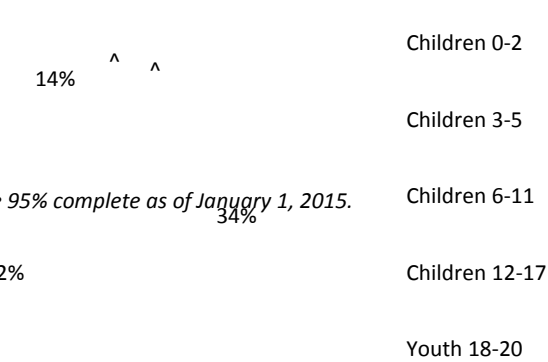 Children 0-2
^ ^
14%
Children 3-5
95% complete as of January 1, 2015.
34%
Children 6-11
2%
Children 12-17
Youth 18-20